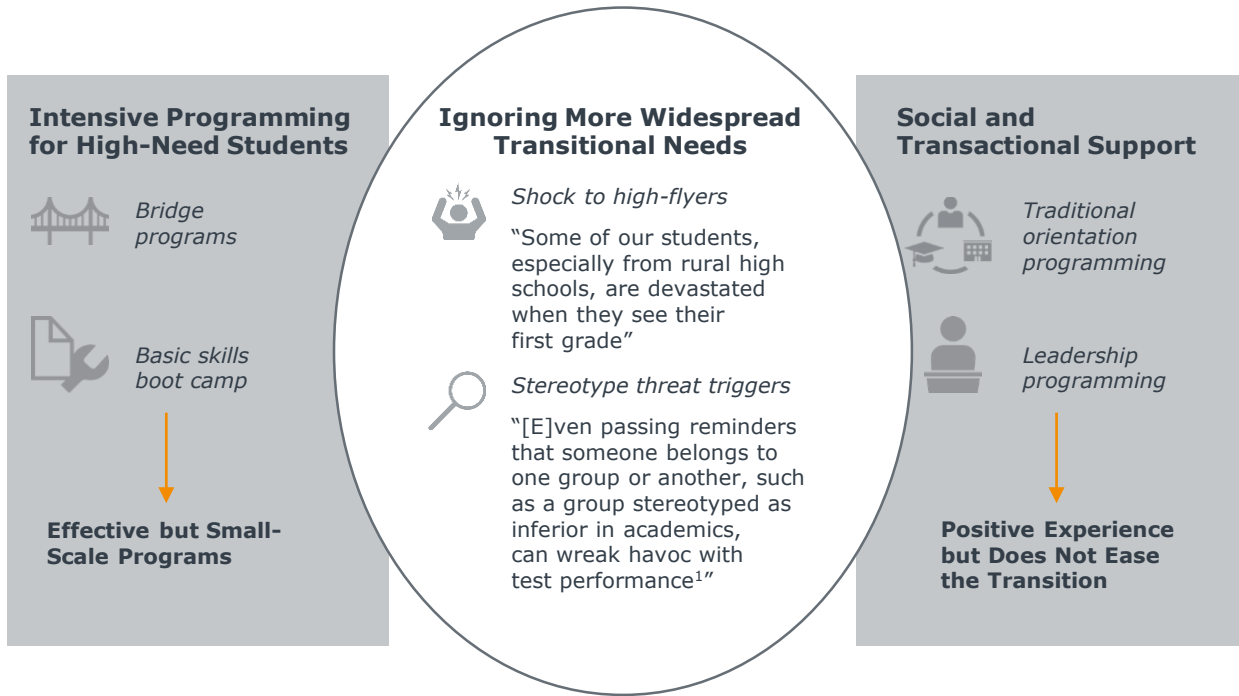 Intensive Programming
for High-Need Students
Bridge
programs
Basic skills
boot camp
Effective but Small-
Scale Programs
Ignoring More Widespread
Transitional Needs
Shock to high-flyers
“Some of our students,
especially from rural high
schools, are devastated
when they see their
first grade”
Stereotype threat triggers
“[E]ven passing reminders
that someone belongs to
one group or another, such
as a group stereotyped as
inferior in academics,
can wreak havoc with
test performance¹”
Social and
Transactional Support
Traditional
orientation
programming
Leadership
programming
Positive Experience
but Does Not Ease
the Transition